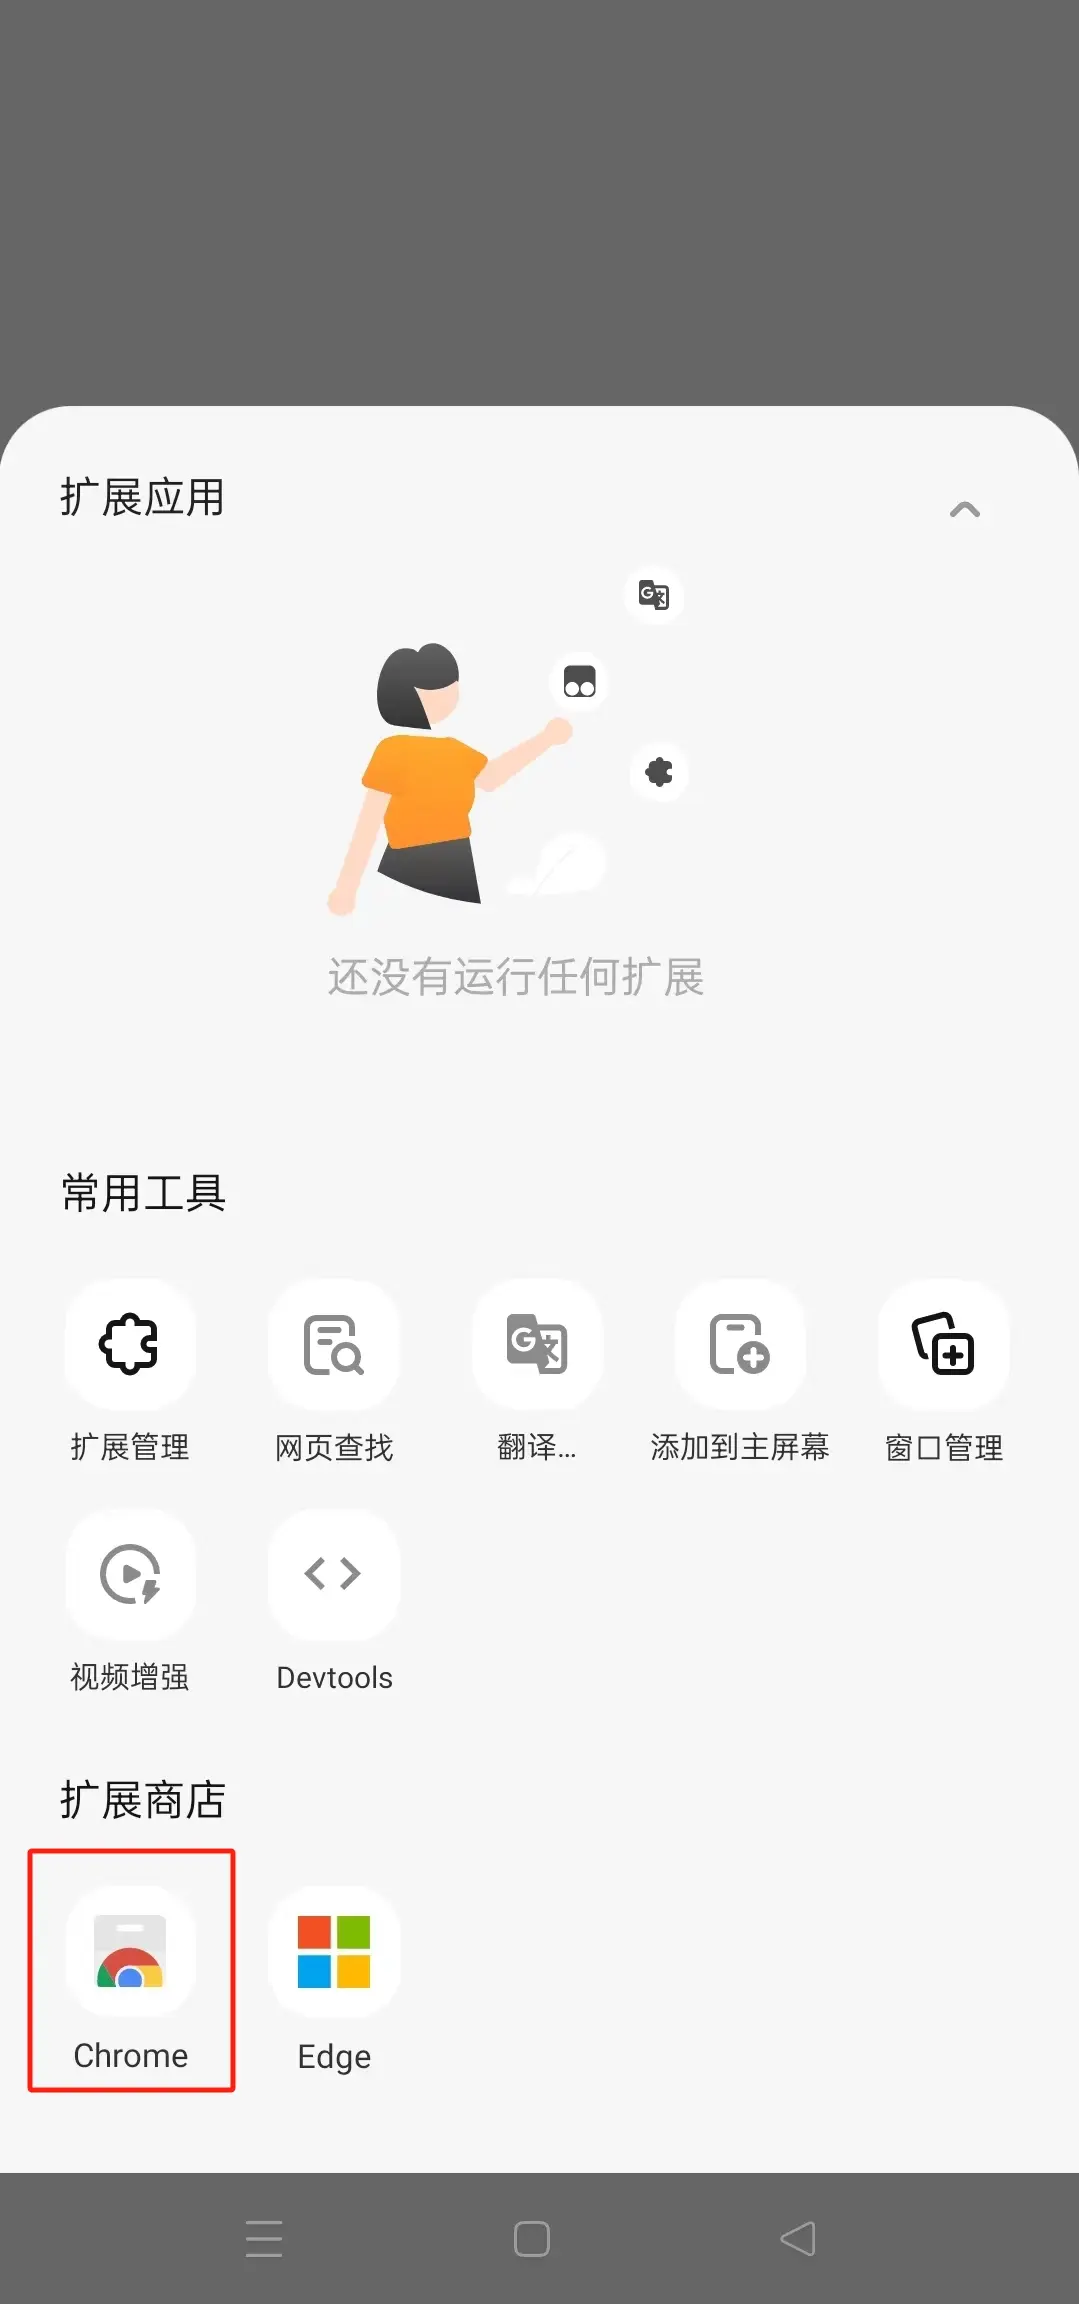 扩展应用
还没有运行任何扩展
常用工具
扩展管理
网页查找
翻译...
添加到主屏幕
窗口管理
视频增强
Devtools
扩展商店
Chrome
Edge